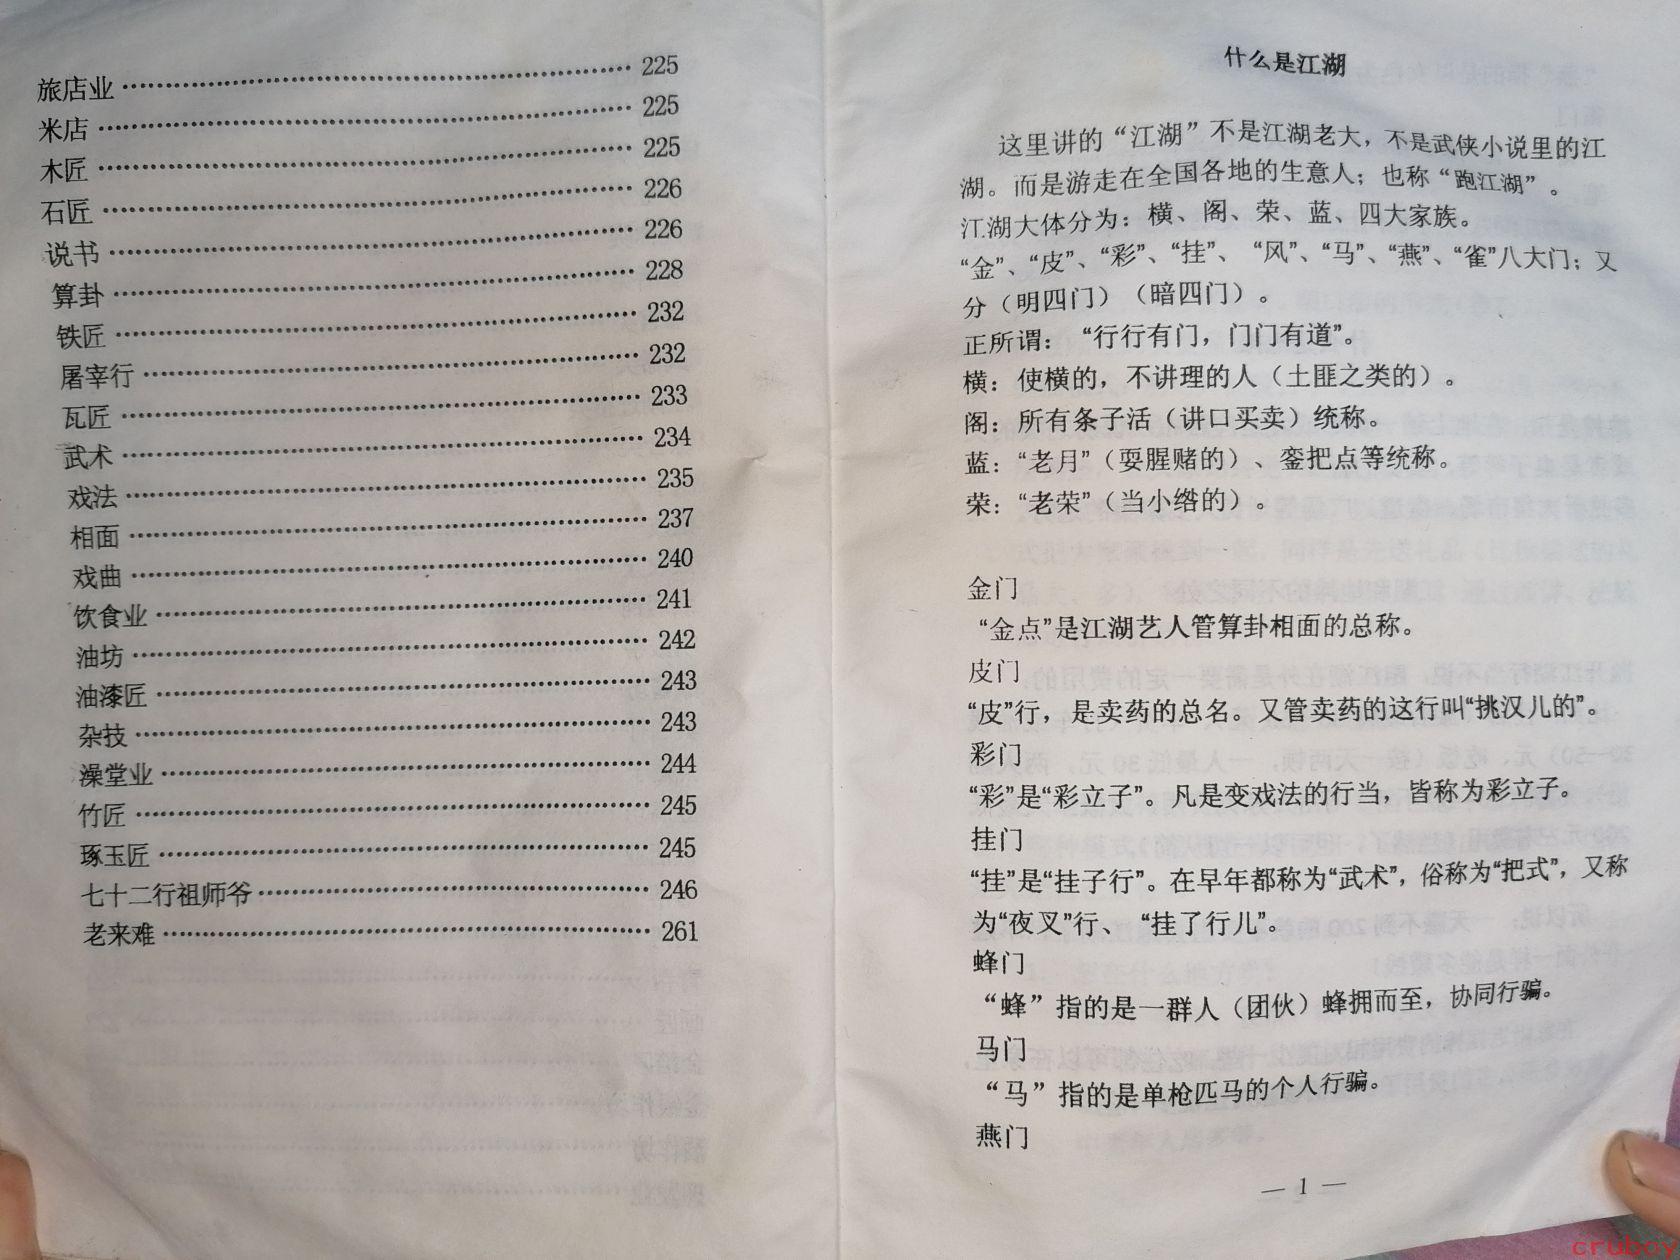 旅店业 225
米店 225
木匠 225
石匠 226
说书 226
算卦 228
铁匠 232
屠宰行 232
瓦匠 233
武术 234
戏法 235
相面 237
戏曲 240
饮食业 241
油坊 242
油漆匠 243
杂技 243
澡堂业 244
竹匠 245
琢玉匠 245
七十二行祖师爷 246
老来难 261
什么是江湖
这里讲的“江湖”不是江湖老大，不是武侠小说里的江
湖。而是游走在全国各地的生意人；也称“跑江湖”。
江湖大体分为：横、阁、荣、蓝、四大家族。
“金”、“皮”、“彩”、“挂”、“风”、“马”、“燕”、“雀”八大门；又
分（明四门）（暗四门）。
正所谓：“行行有门，门门有道”。
横：使横的，不讲理的人（土匪之类的）。
阁：所有条子活（讲口买卖）统称。
蓝：“老月”（耍腥赌的）、銮把点等统称。
荣：“老荣”（当小绺的）。
金门
“金点”是江湖艺人管算卦相面的总称。
皮门
“皮”行，是卖药的总名。又管卖药的这行叫“挑汉儿的”。
彩门
“彩”是“彩立子”。凡是变戏法的行当，皆称为彩立子。
挂门
“挂”是“挂子行”。在早年都称为“武术”，俗称为“把式”，又称
为“夜叉”行、“挂了行儿”。
蜂门
“蜂”指的是一群人（团伙）蜂拥而至，协同行骗。
马门
“马”指的是单枪匹马的个人行骗。
燕门
— 1 —